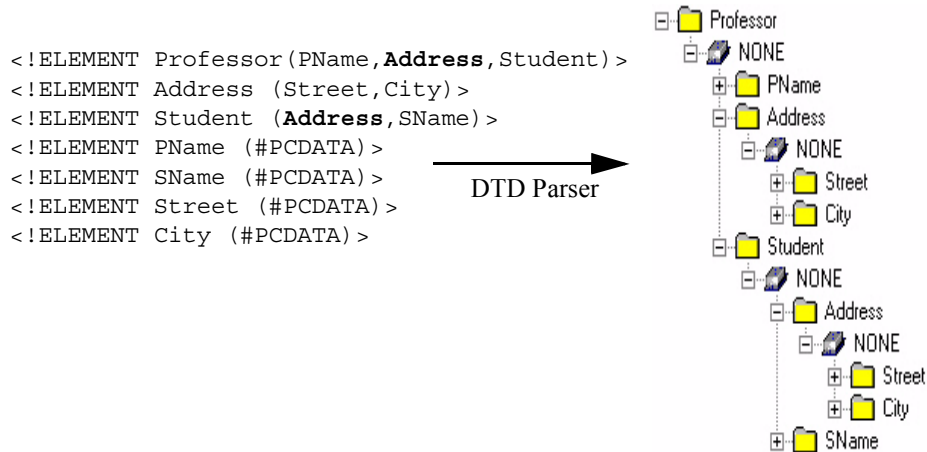 <!ELEMENT Professor(PName,Address,Student)>
<!ELEMENT Address (Street,City)>
<!ELEMENT Student (Address,SName)>
<!ELEMENT PName (#PCDATA)>
<!ELEMENT SName (#PCDATA)>
<!ELEMENT Street (#PCDATA)>
<!ELEMENT City (#PCDATA)>
DTD Parser
Professor
NONE
PName
Address
NONE
Street
City
Student
NONE
Address
NONE
Street
City
SName